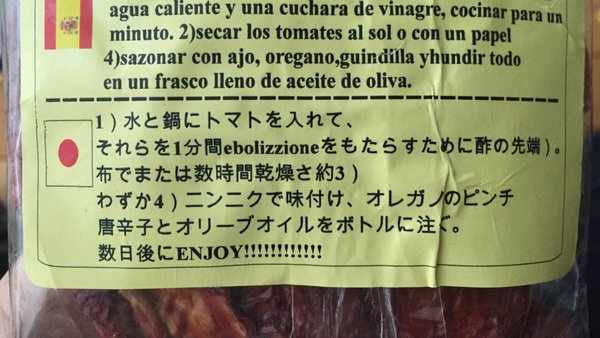 agua caliente y una cuchara de vinagre, cocinar para un
minuto. 2)secar los tomates al sol o con un papel
4)sazonar con ajo, oregano,guindilla yhundir todo
en un frasco lleno de aceite de oliva.
1）水と鍋にトマトを入れて、
それらを1分間ebolizzioneをもたらすために酢の先端）。
布でまたは数時間乾燥さ約3）
わずか4）ニンニクで味付け、オレガノのピンチ
唐辛子とオリーブオイルをボトルに注ぐ。
数日後にENJOY!!!!!!!!!!!!!